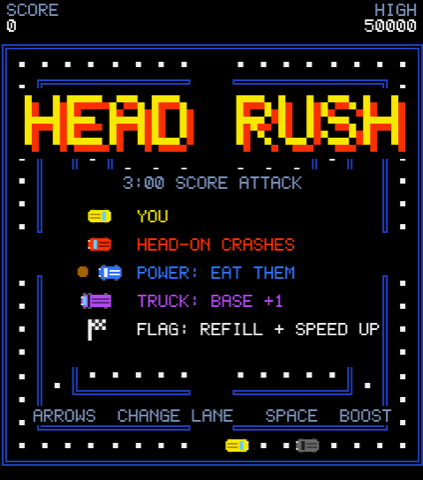 SCORE HIGH
0 50000
HEAD RUSH
3:00 SCORE ATTACK
YOU
HEAD-ON CRASHES
POWER: EAT THEM
TRUCK: BASE +1
FLAG: REFILL + SPEED UP
ARROWS CHANGE LANE SPACE BOOST